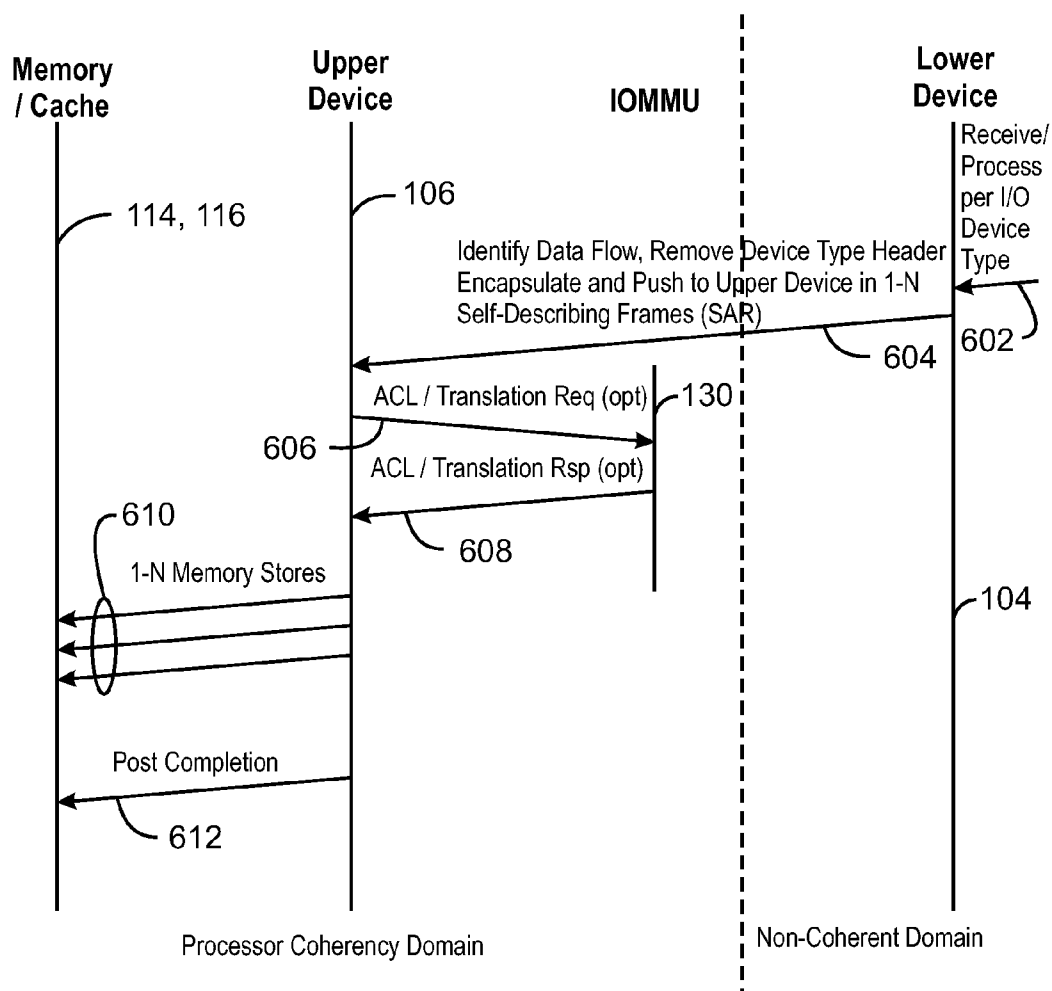 Memory
/ Cache
Upper
Device
IOMMU
Lower
Device
Receive/
Process
per I/O
Device
Type
114, 116
106
Identify Data Flow, Remove Device Type Header
Encapsulate and Push to Upper Device in 1-N
Self-Describing Frames (SAR)
602
604
ACL / Translation Req (opt)
130
606
ACL / Translation Rsp (opt)
608
610
1-N Memory Stores
104
Post Completion
612
Processor Coherency Domain
Non-Coherent Domain